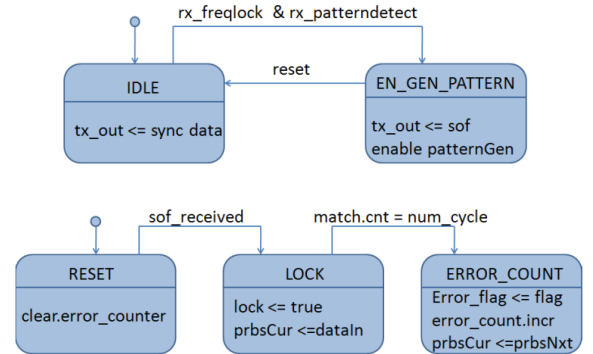 rx_freqlock & rx_patterndetect
reset
IDLE
tx_out <= sync data
EN_GEN_PATTERN
tx_out <= sof
enable patternGen
sof_received
match.cnt = num_cycle
RESET
clear.error_counter
LOCK
lock <= true
prbsCur <=dataIn
ERROR_COUNT
Error_flag <= flag
error_count.incr
prbsCur <=prbsNxt